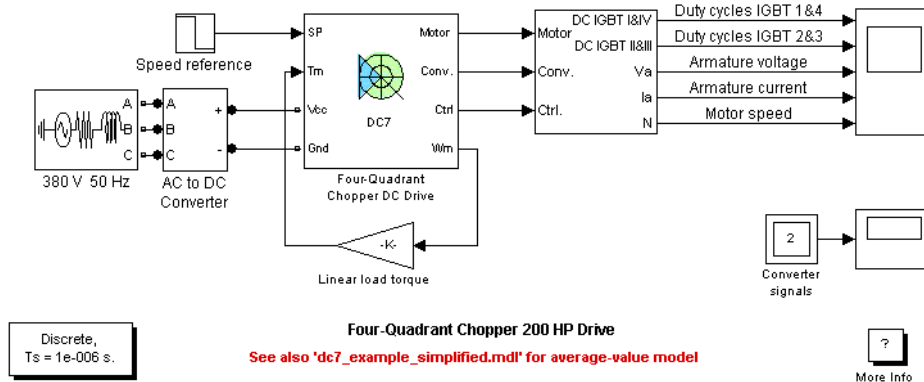 Speed reference
SP
Tm
Vcc
Gnd
Motor
Conv.
Ctrl
Wm
DC7
Four-Quadrant
Chopper DC Drive
Motor
Conv.
Ctrl.
DC IGBT I&IV
DC IGBT II&III
Va
Ia
N
Duty cycles IGBT 1&4
Duty cycles IGBT 2&3
Armature voltage
Armature current
Motor speed
A
B
C
380 V 50 Hz
A
B
C
+
-
AC to DC
Converter
-K-
Linear load torque
2
Converter
signals
Discrete,
Ts = 1e-006 s.
Four-Quadrant Chopper 200 HP Drive
See also 'dc7_example_simplified.mdl' for average-value model
?
More Info